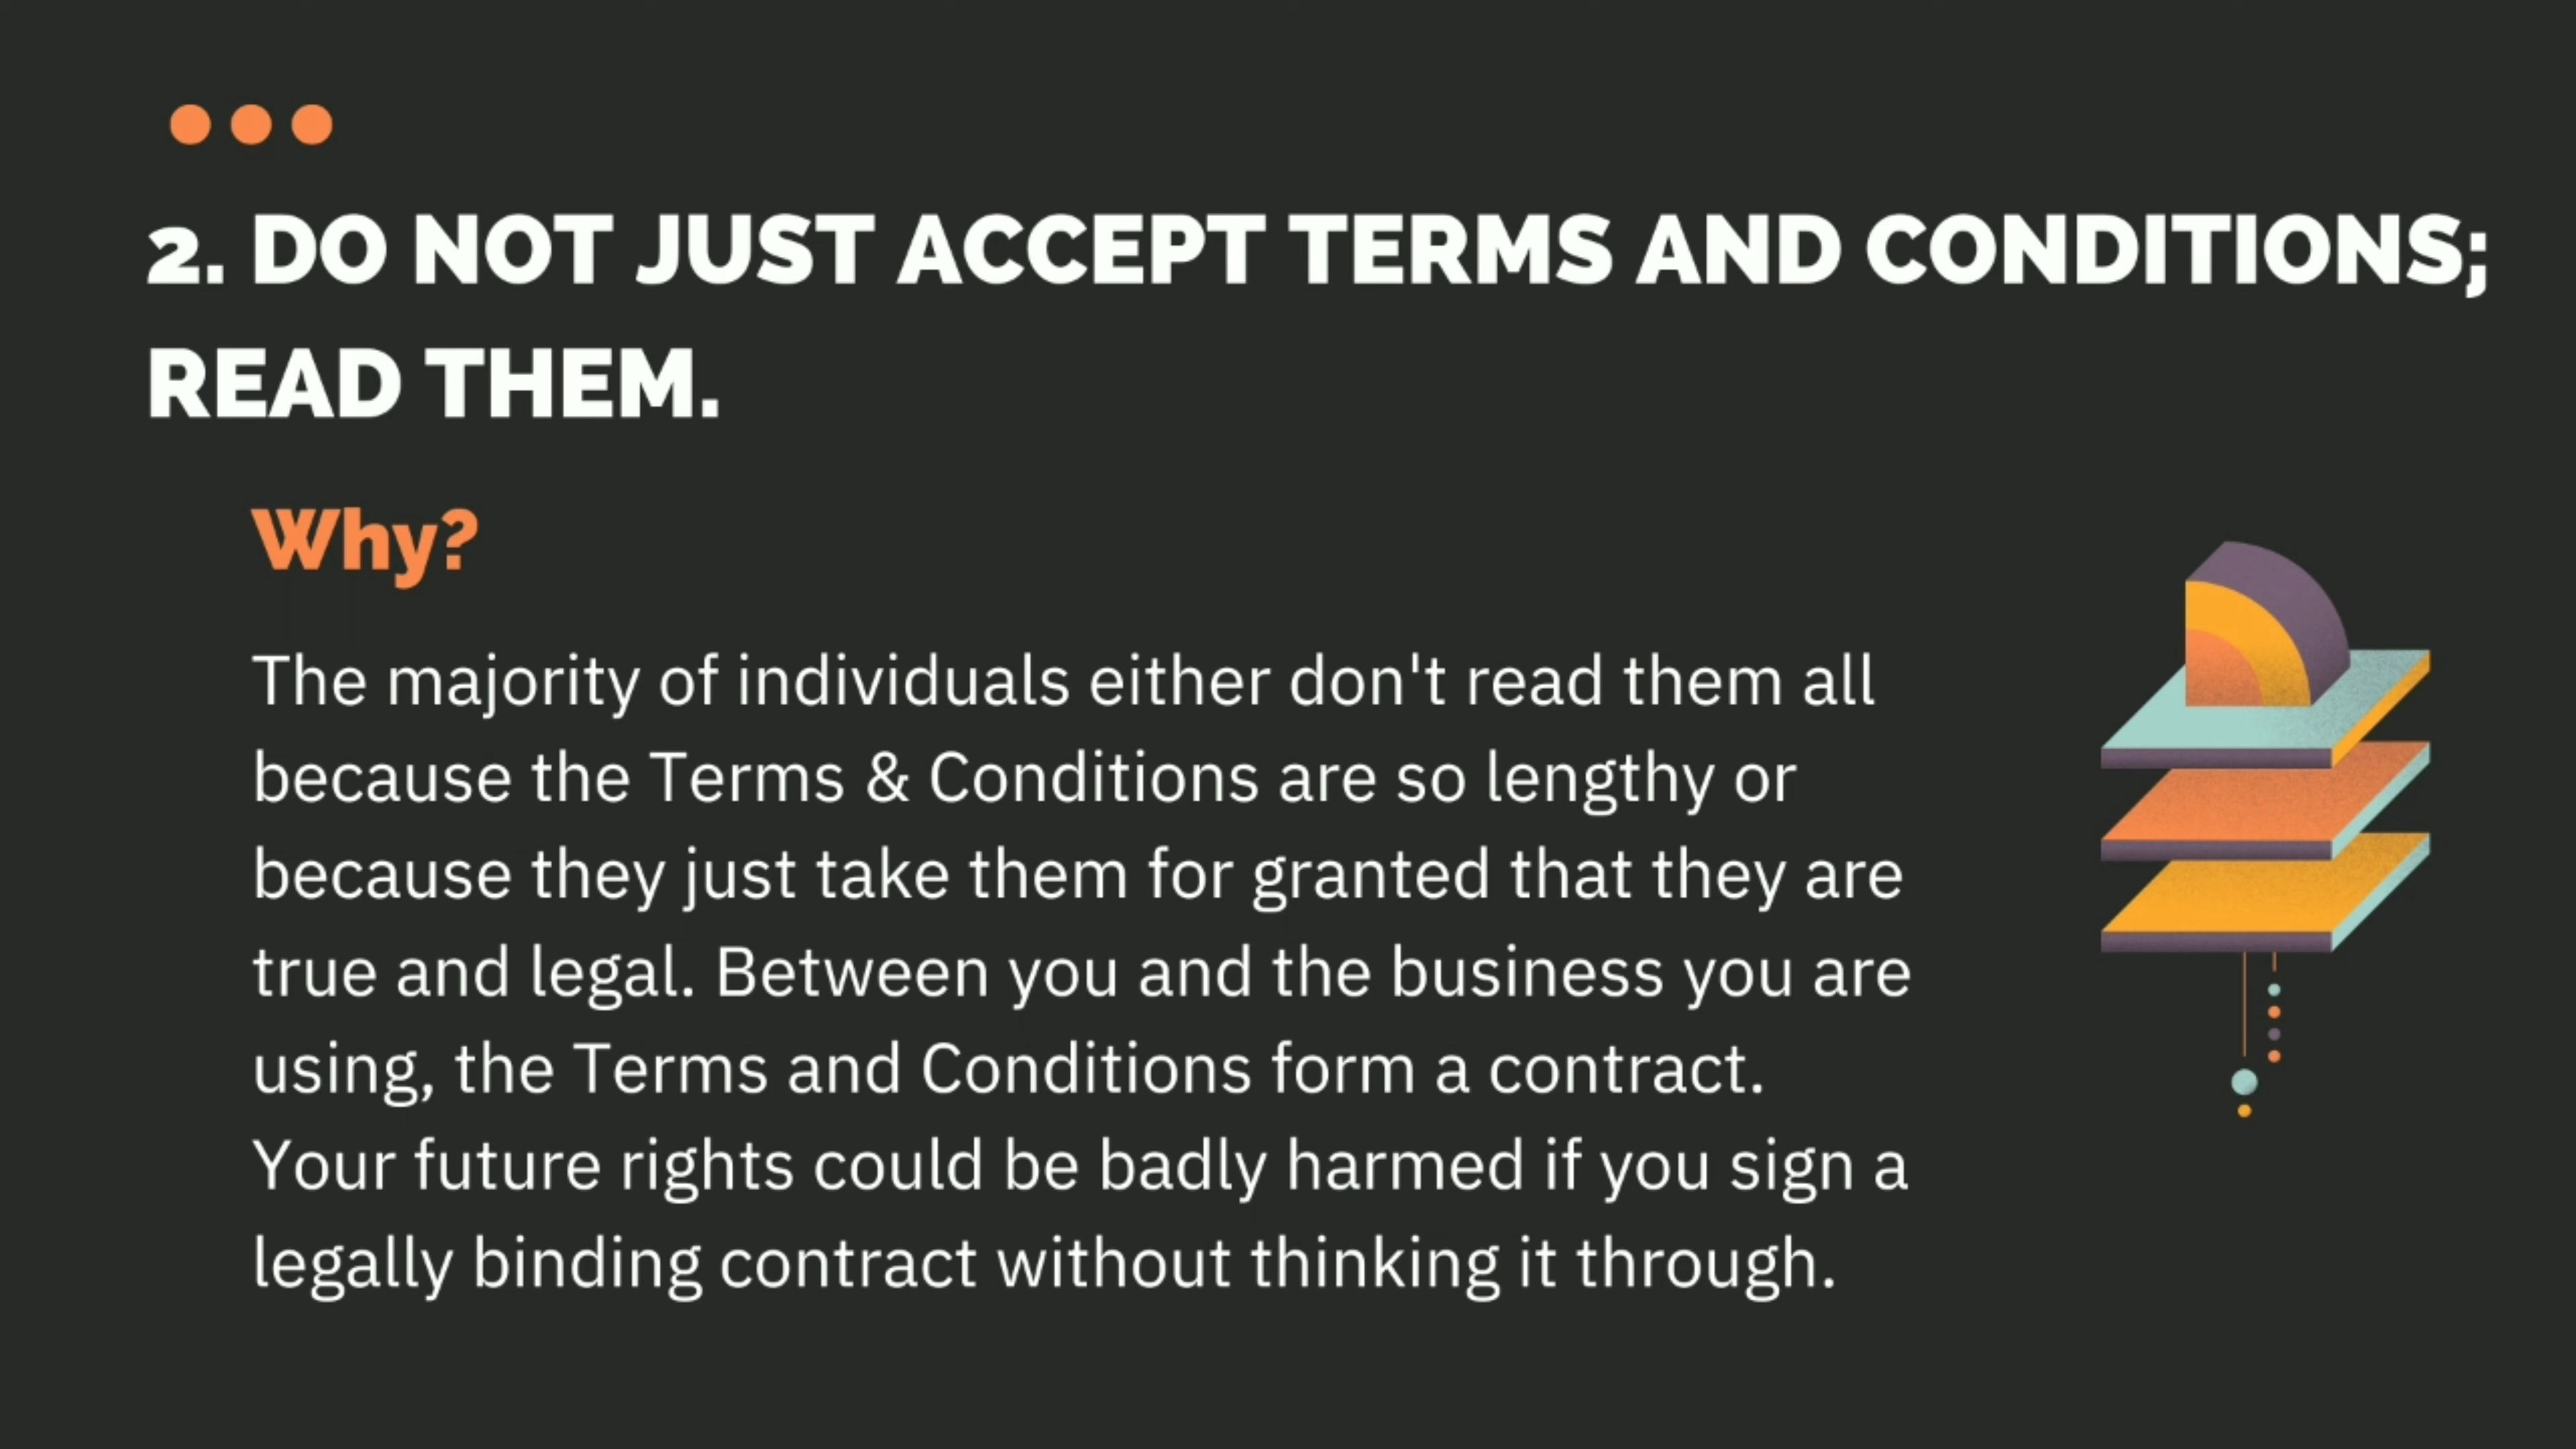 2. DO NOT JUST ACCEPT TERMS AND CONDITIONS;
READ THEM.
Why?
The majority of individuals either don't read them all
because the Terms & Conditions are so lengthy or
because they just take them for granted that they are
true and legal. Between you and the business you are
using, the Terms and Conditions form a contract.
Your future rights could be badly harmed if you sign a
legally binding contract without thinking it through.